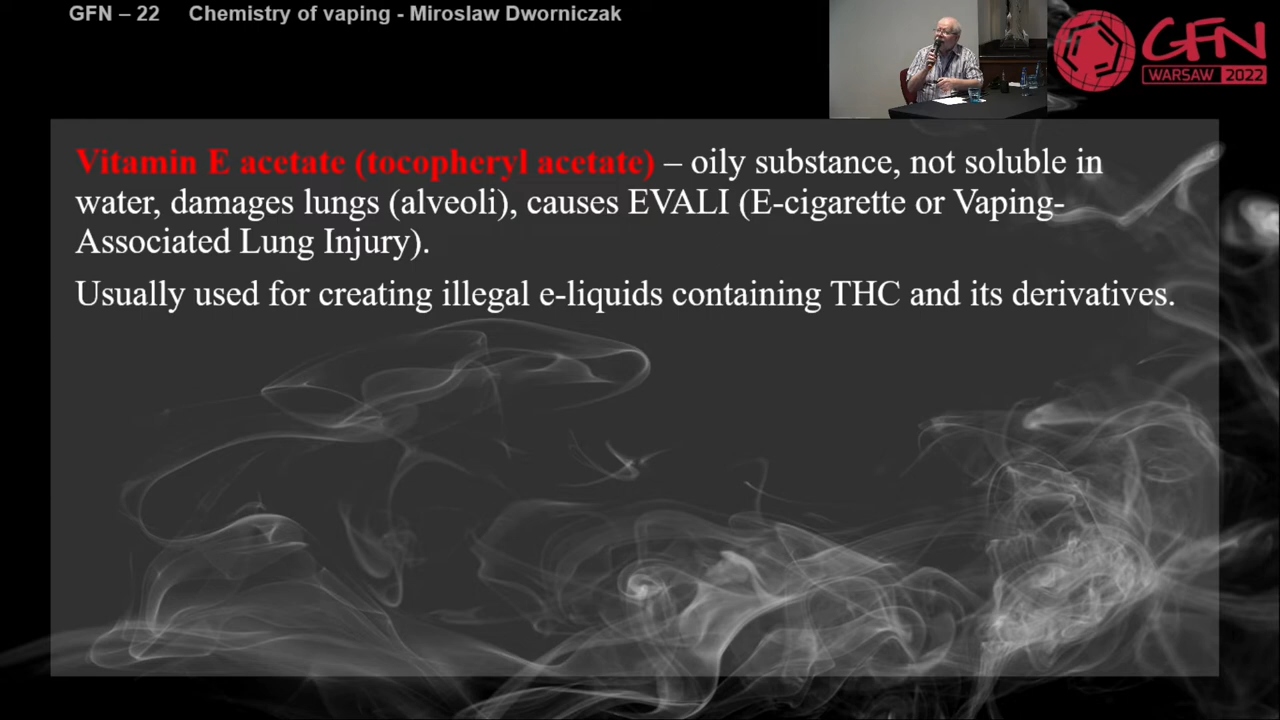 GFN – 22 Chemistry of vaping - Miroslaw Dworniczak
GFN
WARSAW 2022
Vitamin E acetate (tocopheryl acetate) – oily substance, not soluble in
water, damages lungs (alveoli), causes EVALI (E-cigarette or Vaping-
Associated Lung Injury).
Usually used for creating illegal e-liquids containing THC and its derivatives.